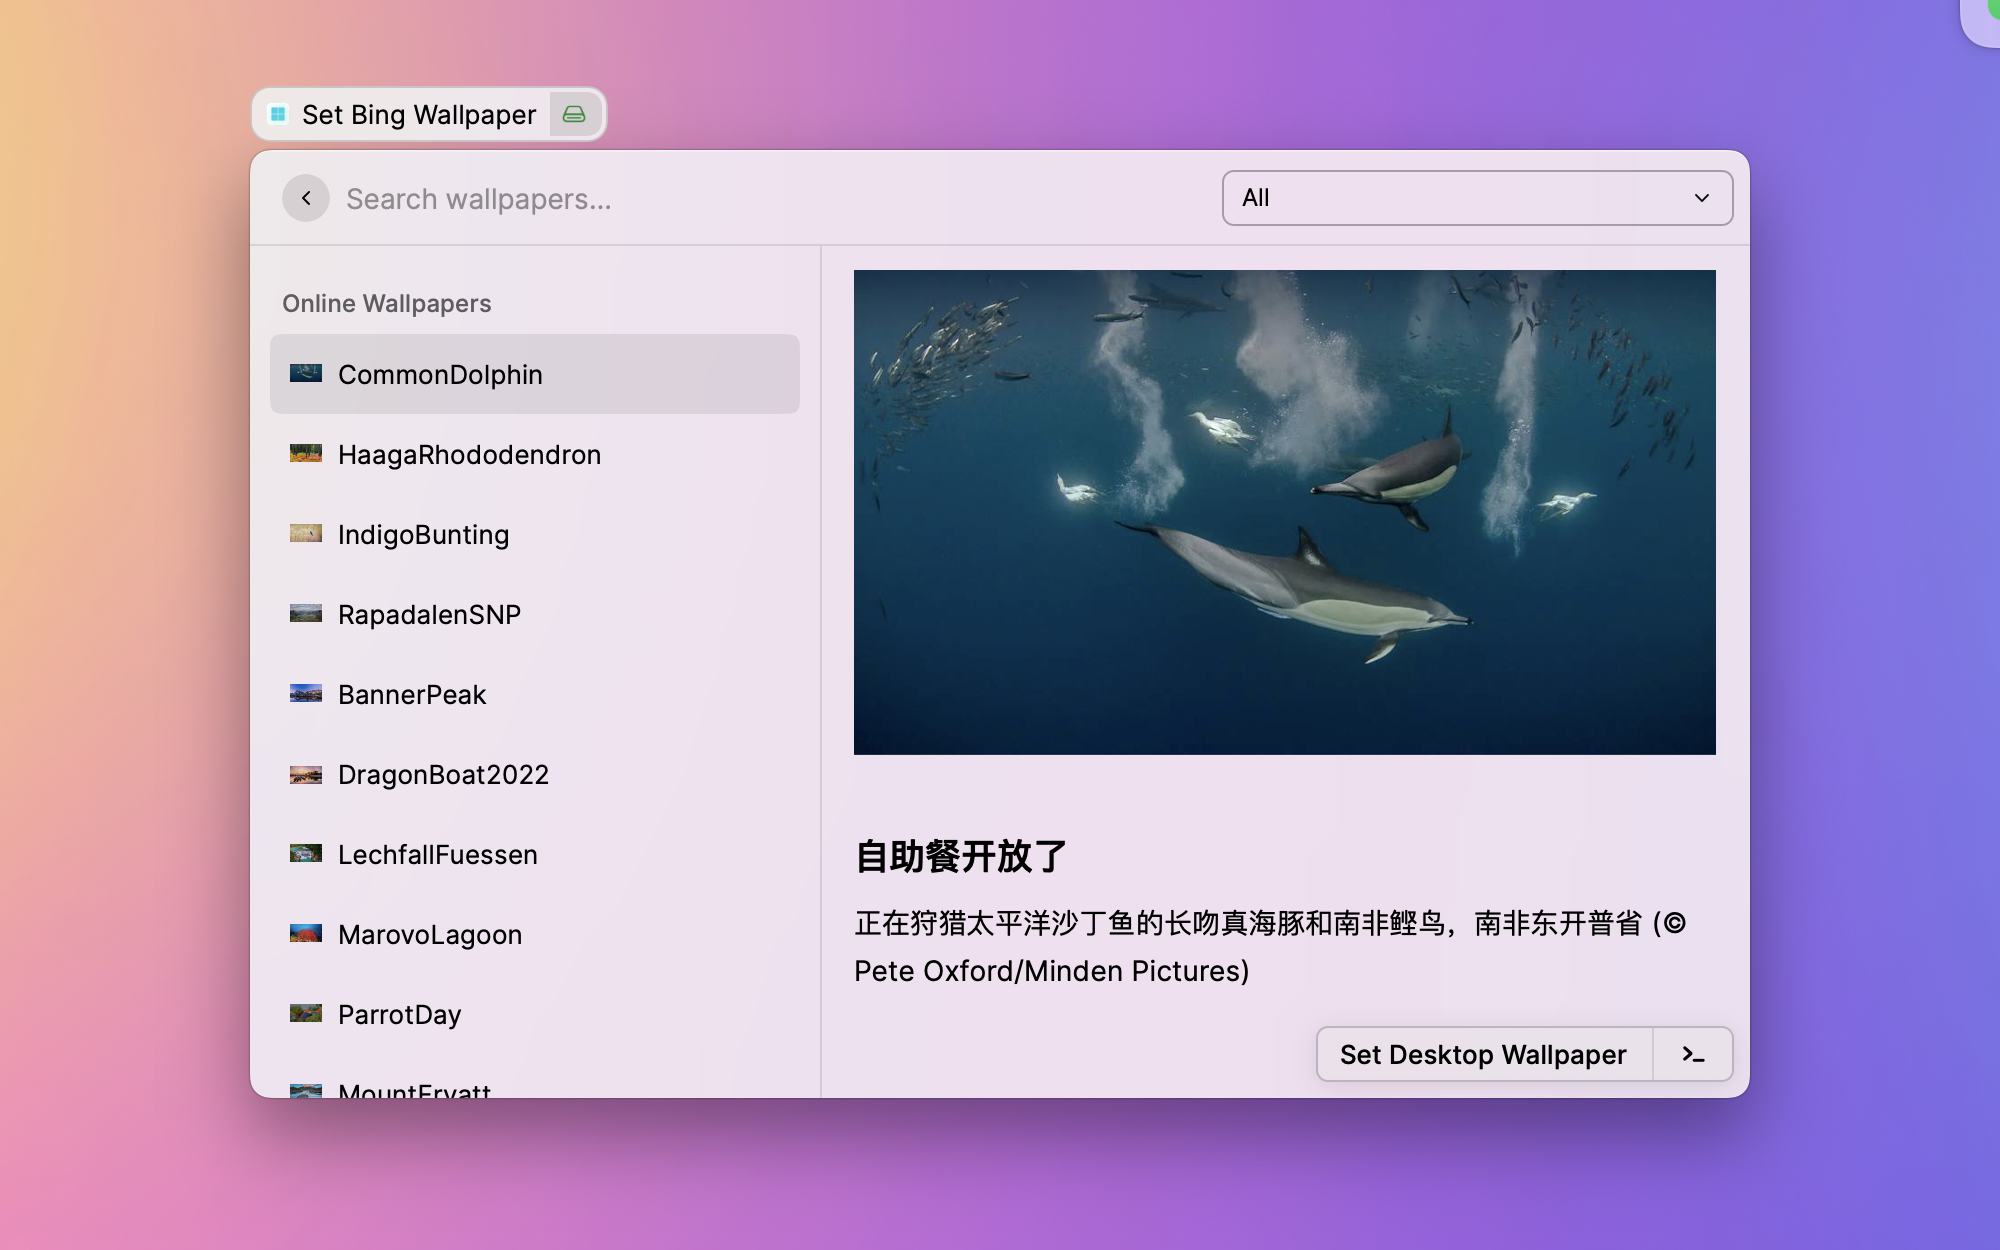 Set Bing Wallpaper
Search wallpapers...
All
Online Wallpapers
CommonDolphin
HaagaRhododendron
IndigoBunting
RapadalenSNP
BannerPeak
DragonBoat2022
LechfallFuessen
MarovoLagoon
ParrotDay
MountEryatt
自助餐开放了
正在狩猎太平洋沙丁鱼的长吻真海豚和南非鲣鸟，南非东开普省 (©
Pete Oxford/Minden Pictures)
Set Desktop Wallpaper